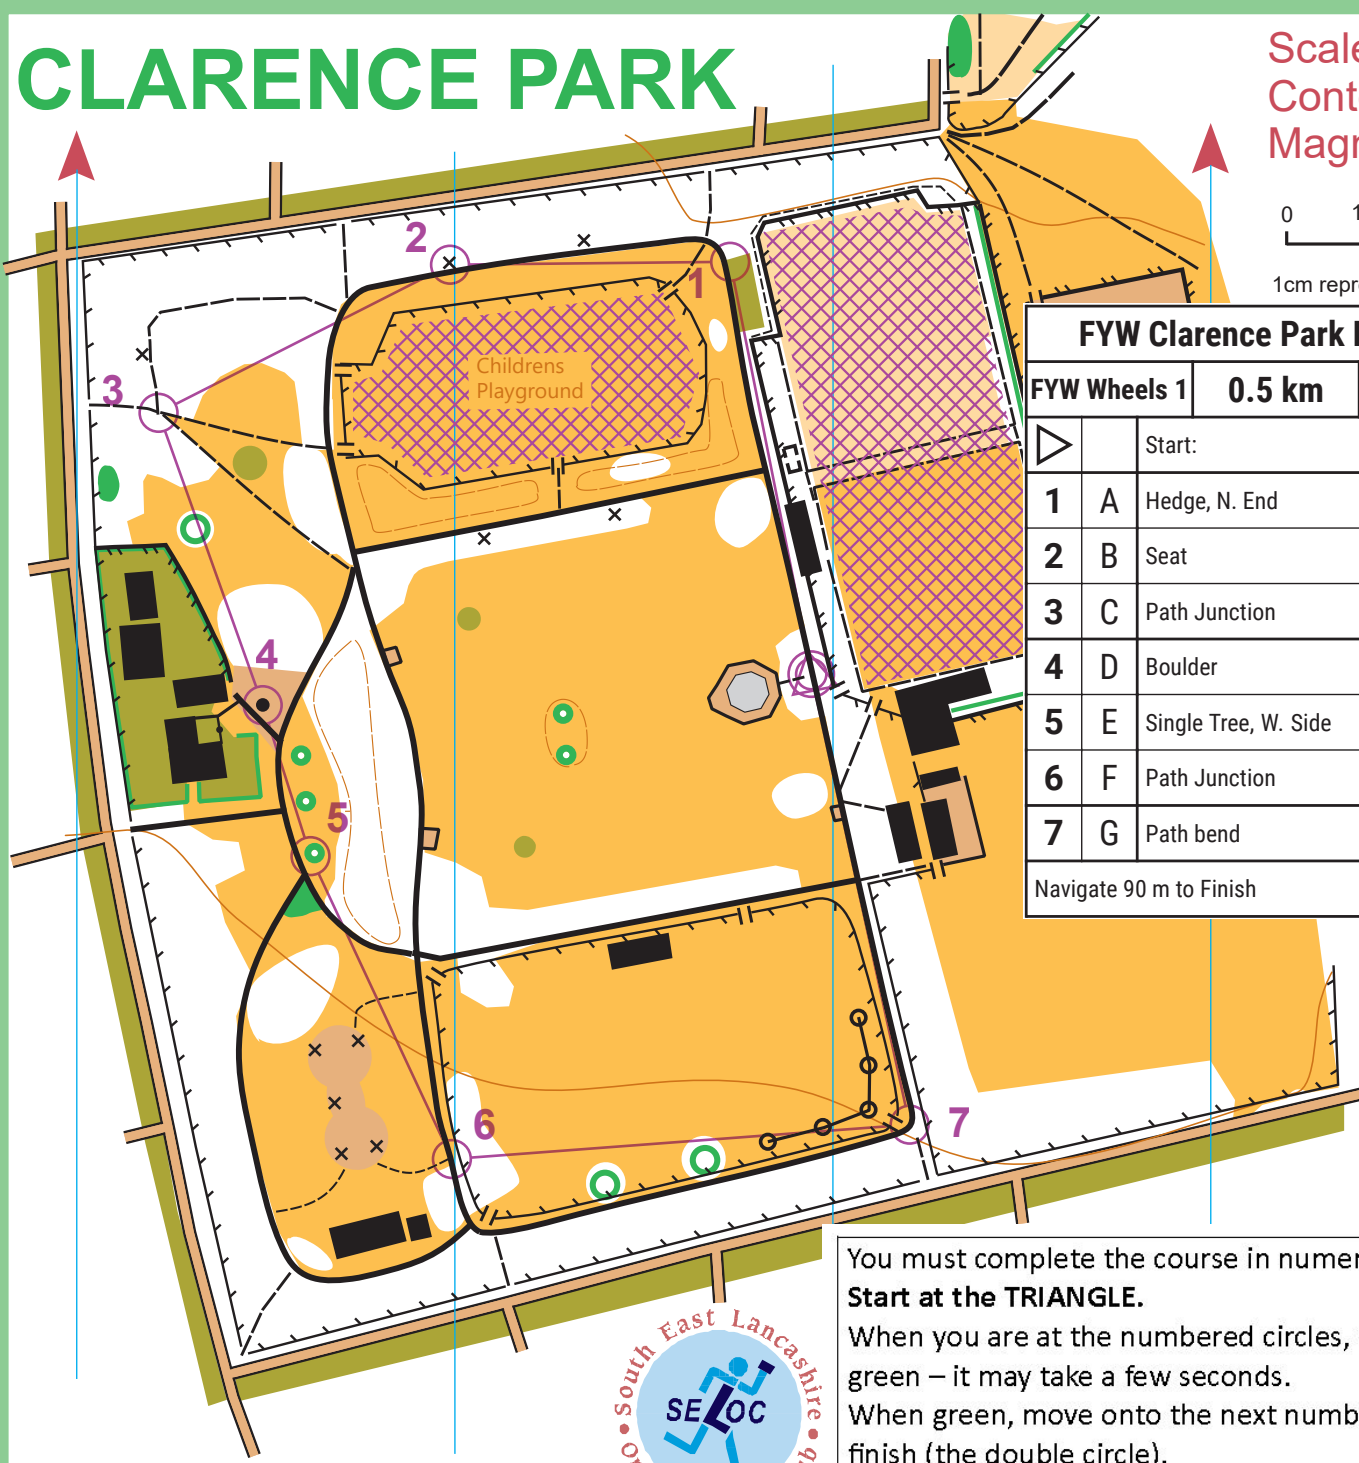 CLARENCE PARK
Scale
Cont
Magn
0 1
1cm repr
2
1
3
Childrens
Playground
4
5
6
7
FYW Clarence Park
FYW Wheels 1 0.5 km
Start:
1 A Hedge, N. End
2 B Seat
3 C Path Junction
4 D Boulder
5 E Single Tree, W. Side
6 F Path Junction
7 G Path bend
Navigate 90 m to Finish
You must complete the course in numer
Start at the TRIANGLE.
When you are at the numbered circles,
green – it may take a few seconds.
When green, move onto the next numb
finish (the double circle).
South East Lancashire
SELOC